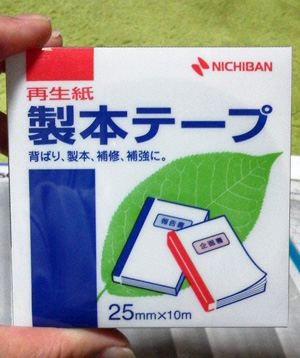 NICHIBAN
再生紙
製本テープ
背ばり、製本、補修、補強に。
報告書
企画書
25mm×10m